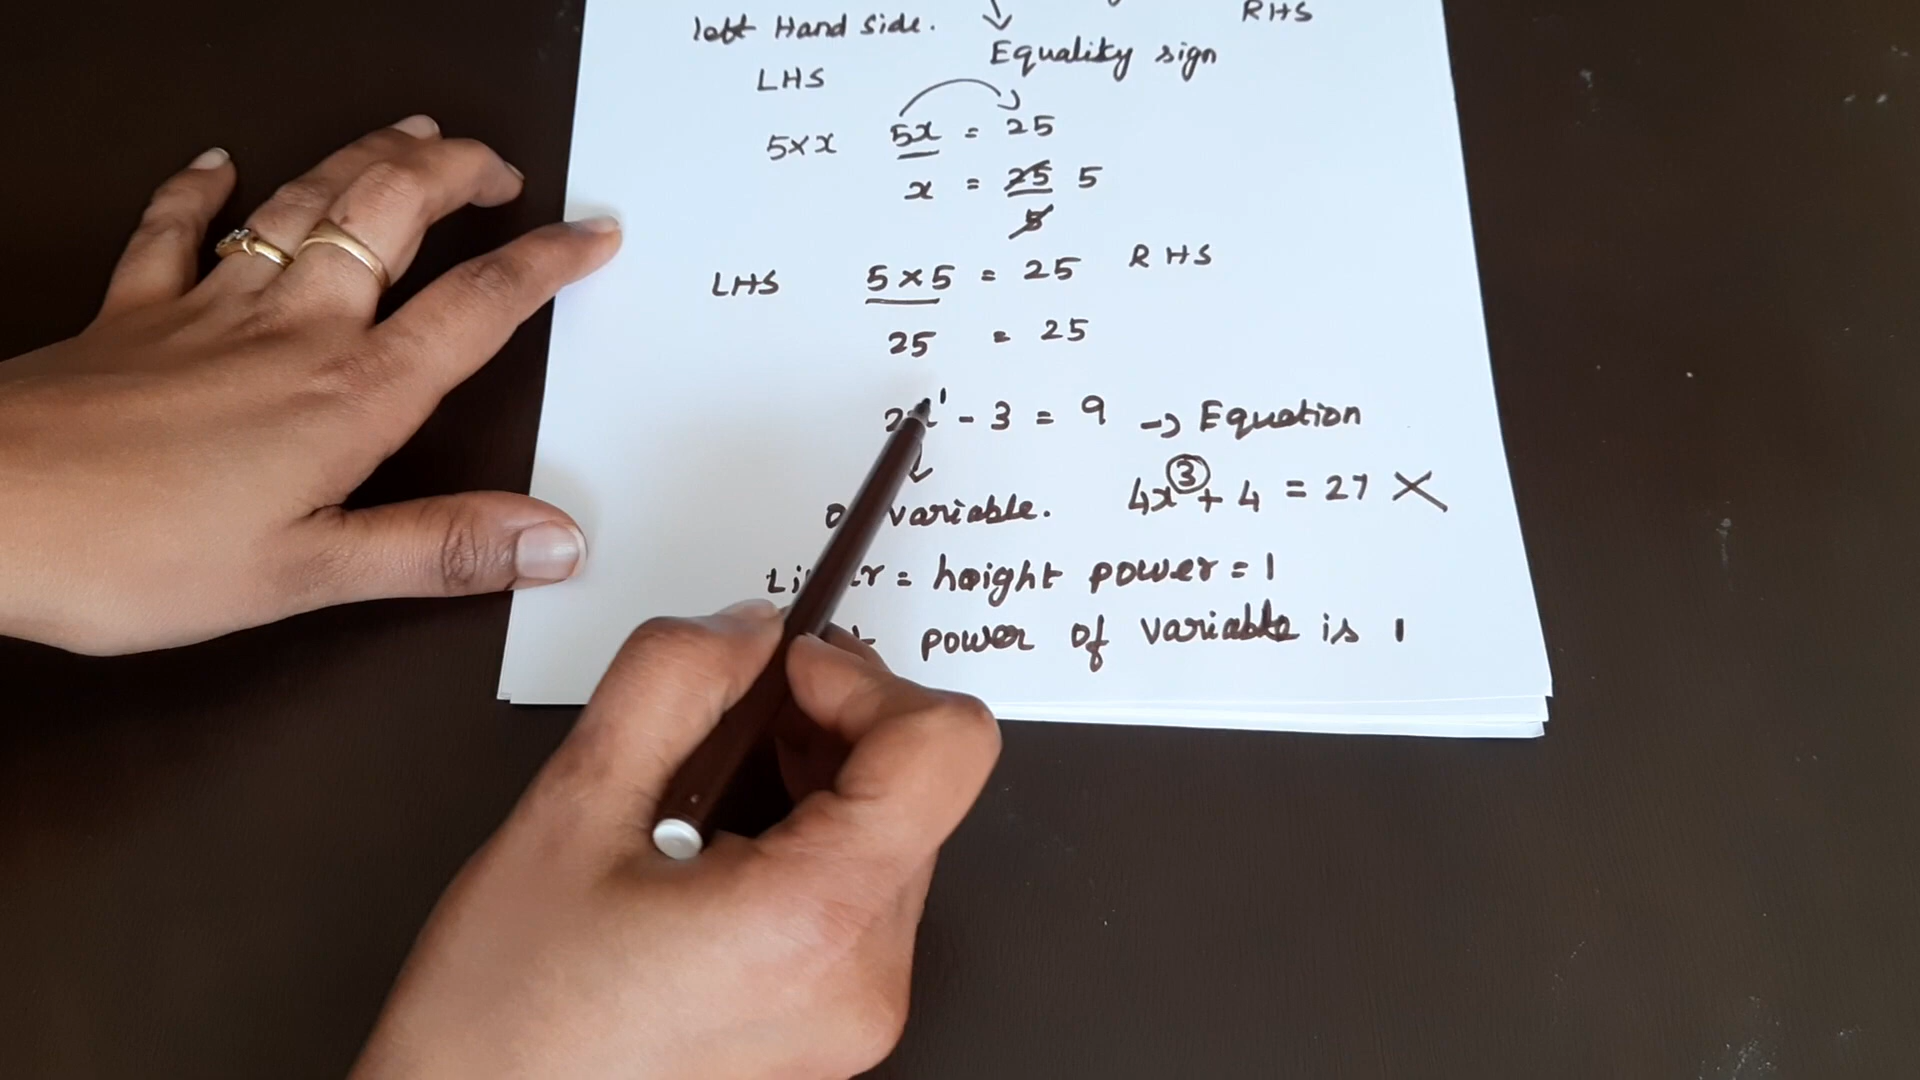 left Hand side. RHS
Equality sign
LHS
5×x 5x = 25
x = 25/5 5
LHS 5×5 = 25 RHS
25 = 25
2x¹ - 3 = 9 → Equation
variable. 4x³ + 4 = 27 ×
= height power = 1
power of variable is 1